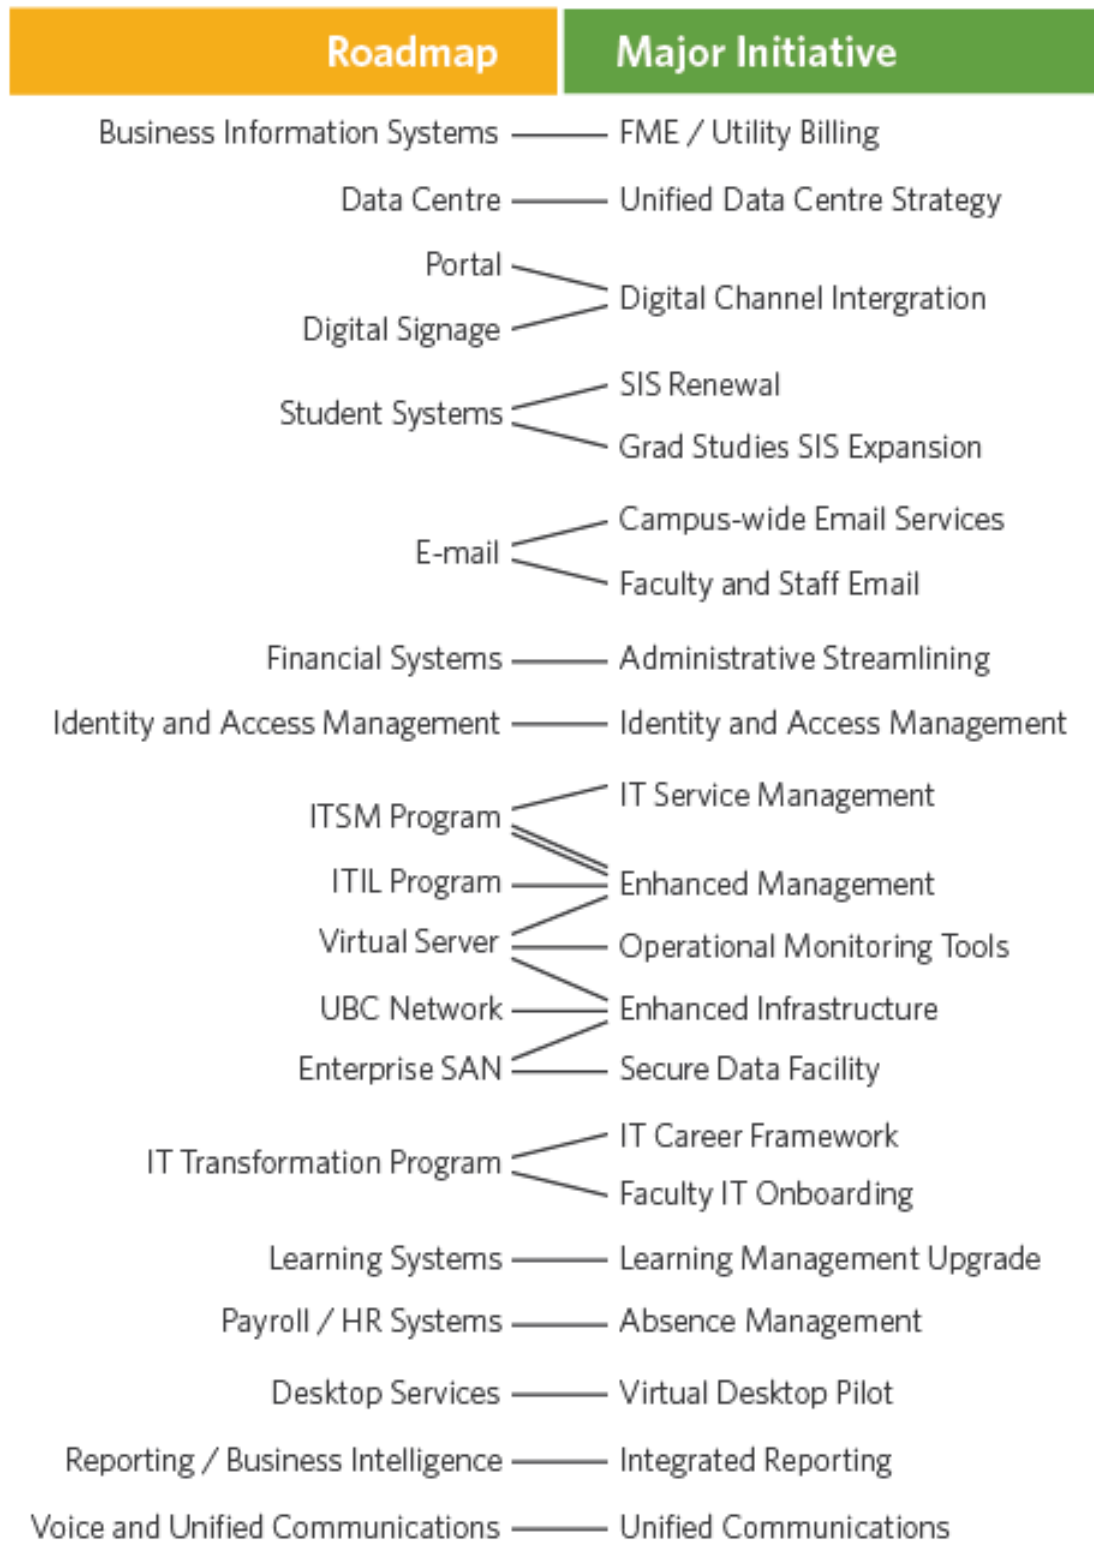 Roadmap Major Initiative
Business Information Systems FME / Utility Billing
Data Centre Unified Data Centre Strategy
Portal
Digital Channel Intergration
Digital Signage
SIS Renewal
Student Systems
Grad Studies SIS Expansion
Campus-wide Email Services
E-mail
Faculty and Staff Email
Financial Systems Administrative Streamlining
Identity and Access Management Identity and Access Management
IT Service Management
ITSM Program
ITIL Program Enhanced Management
Virtual Server Operational Monitoring Tools
UBC Network Enhanced Infrastructure
Enterprise SAN Secure Data Facility
IT Career Framework
IT Transformation Program
Faculty IT Onboarding
Learning Systems Learning Management Upgrade
Payroll / HR Systems Absence Management
Desktop Services Virtual Desktop Pilot
Reporting / Business Intelligence Integrated Reporting
Voice and Unified Communications Unified Communications